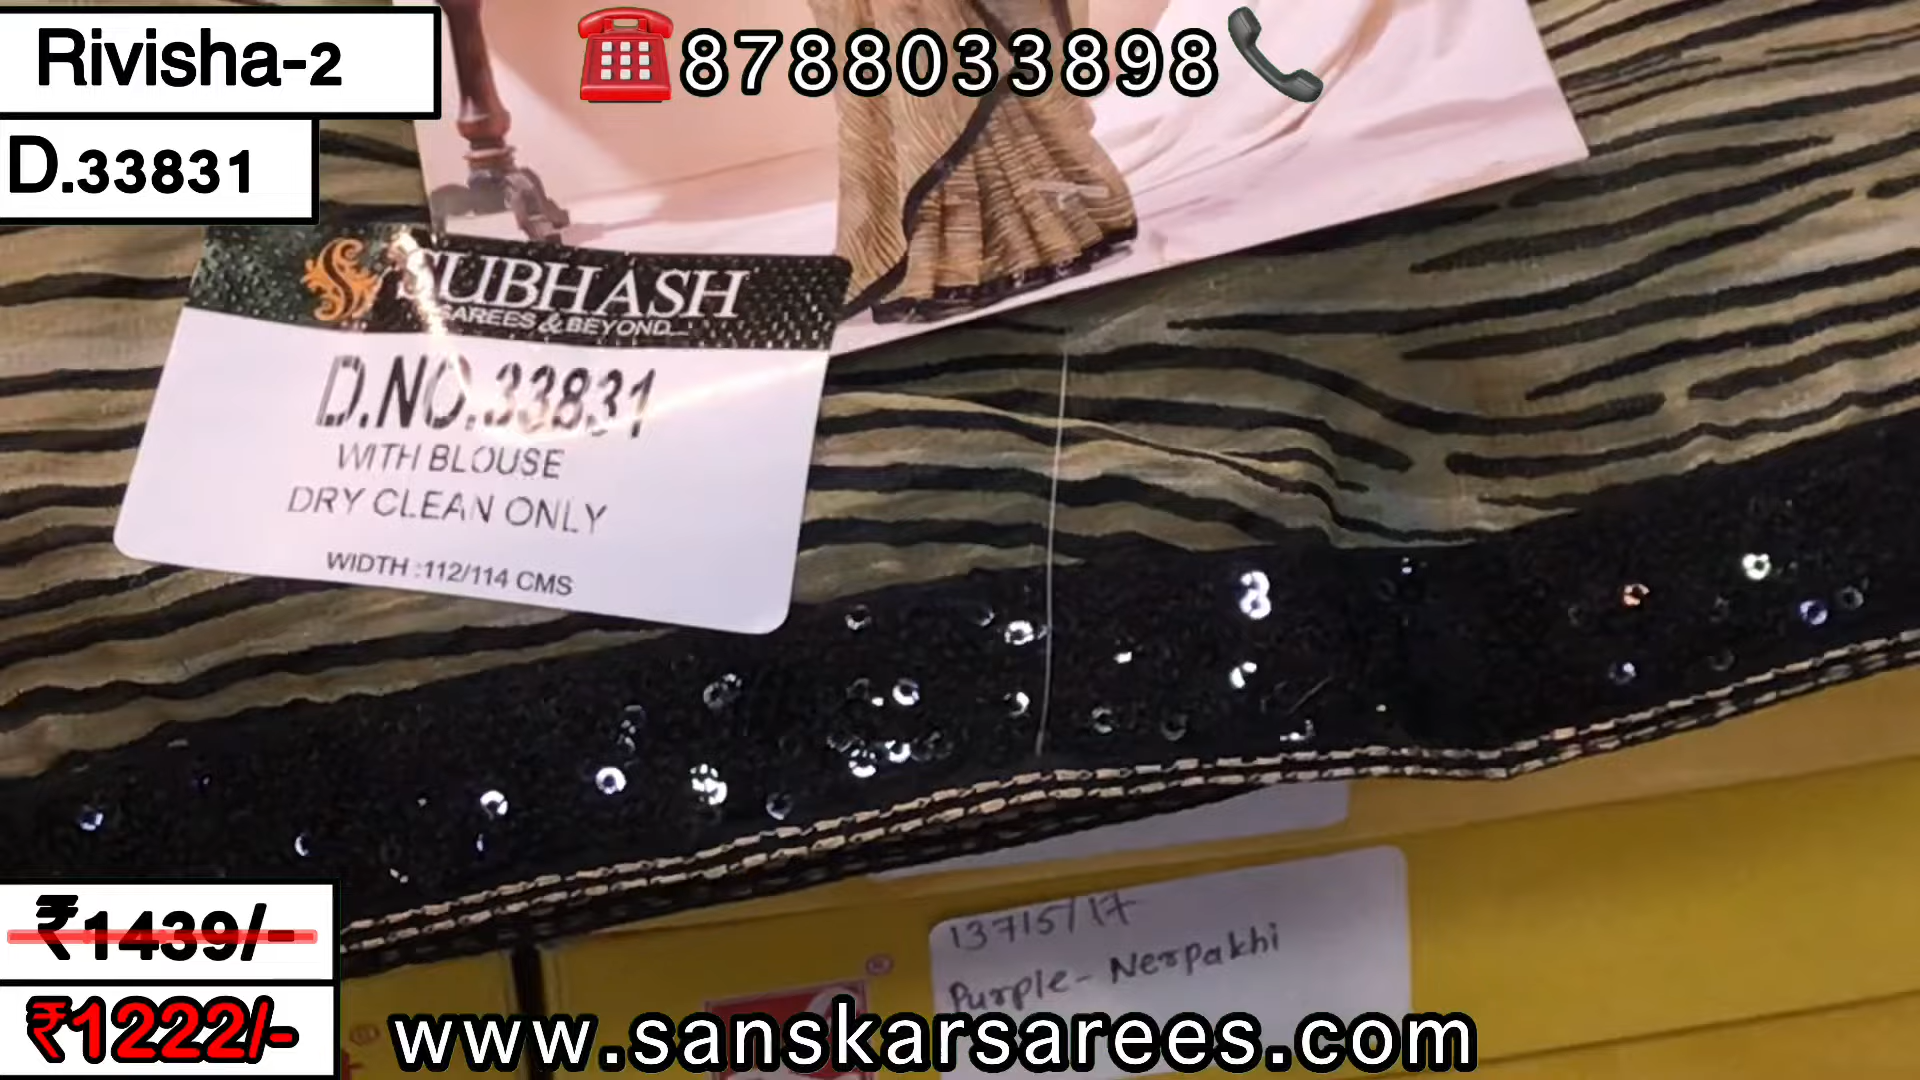 Rivisha-2
☎️8788033898📞
D.33831
SUBHASH
SAREES & BEYOND
D.NO.33831
WITH BLOUSE
DRY CLEAN ONLY
WIDTH :112/114 CMS
₹1439/-
₹1222/-
13715/17
Purple- Nerpakhi
®
®
www.sanskarsarees.com